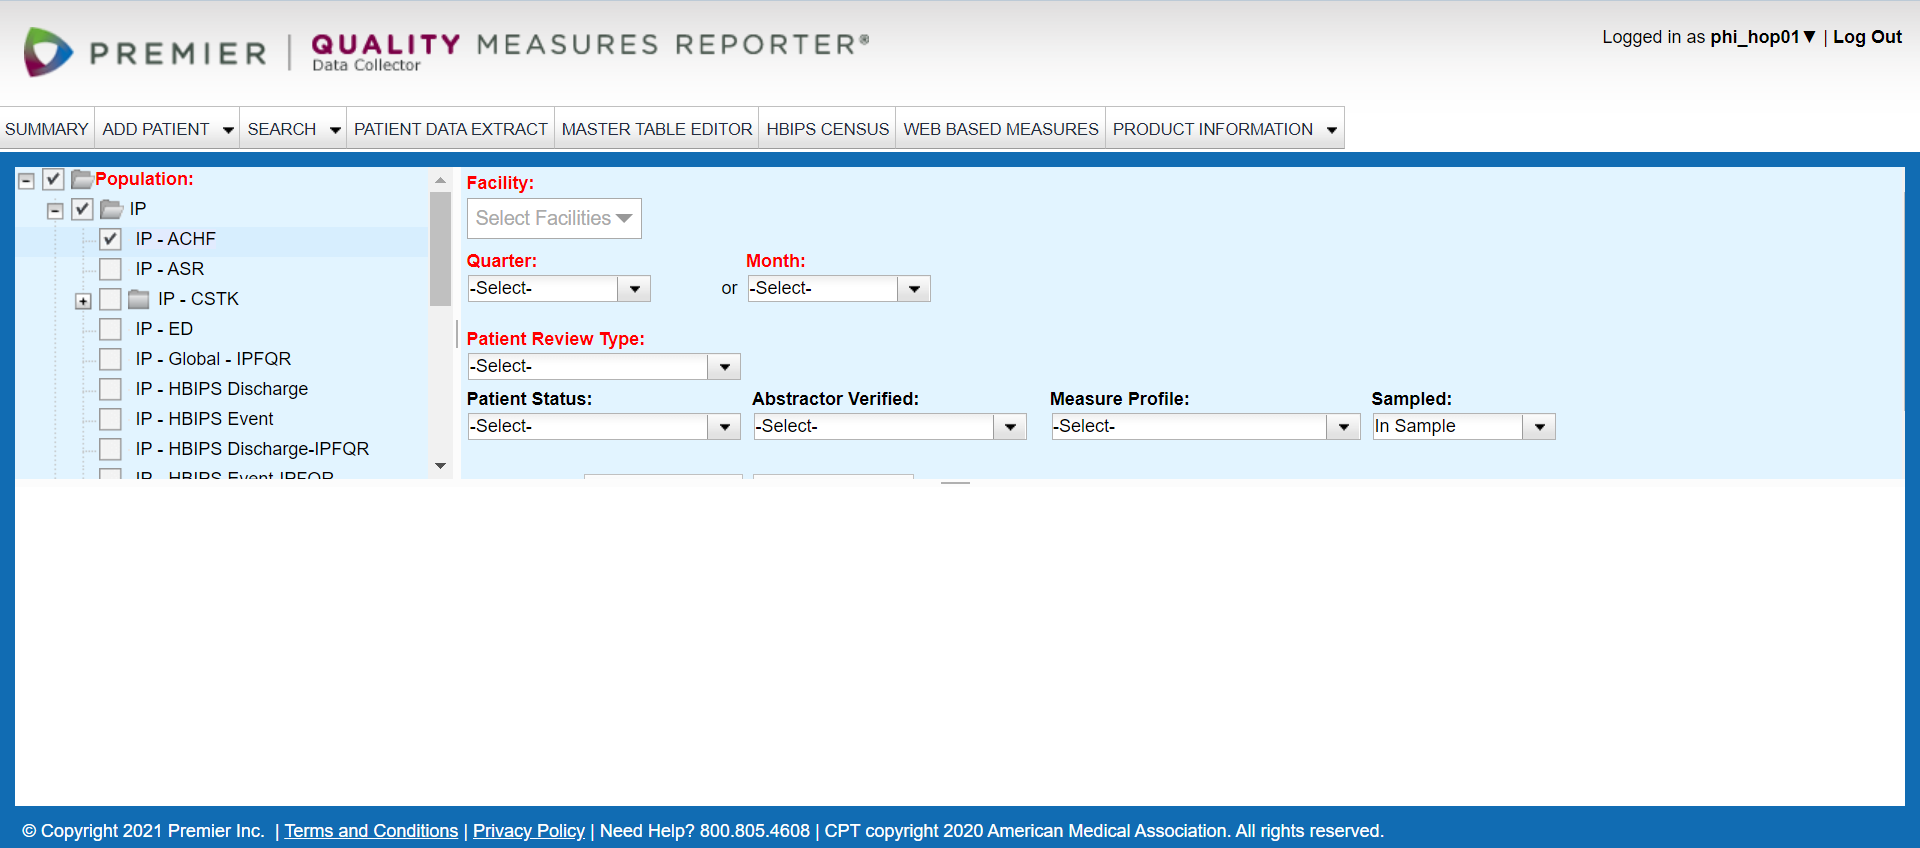 PREMIER | QUALITY MEASURES REPORTER®
Data Collector
Logged in as phi_hop01▼ | Log Out
SUMMARY ADD PATIENT SEARCH PATIENT DATA EXTRACT MASTER TABLE EDITOR HBIPS CENSUS WEB BASED MEASURES PRODUCT INFORMATION
Population:
IP
IP - ACHF
IP - ASR
IP - CSTK
IP - ED
IP - Global - IPFQR
IP - HBIPS Discharge
IP - HBIPS Event
IP - HBIPS Discharge-IPFQR
IP - HBIPS Event-IPFQR
Facility:
Select Facilities
Quarter: Month:
-Select- or -Select-
Patient Review Type:
-Select-
Patient Status: Abstractor Verified: Measure Profile: Sampled:
-Select- -Select- -Select- In Sample
© Copyright 2021 Premier Inc. | Terms and Conditions | Privacy Policy | Need Help? 800.805.4608 | CPT copyright 2020 American Medical Association. All rights reserved.